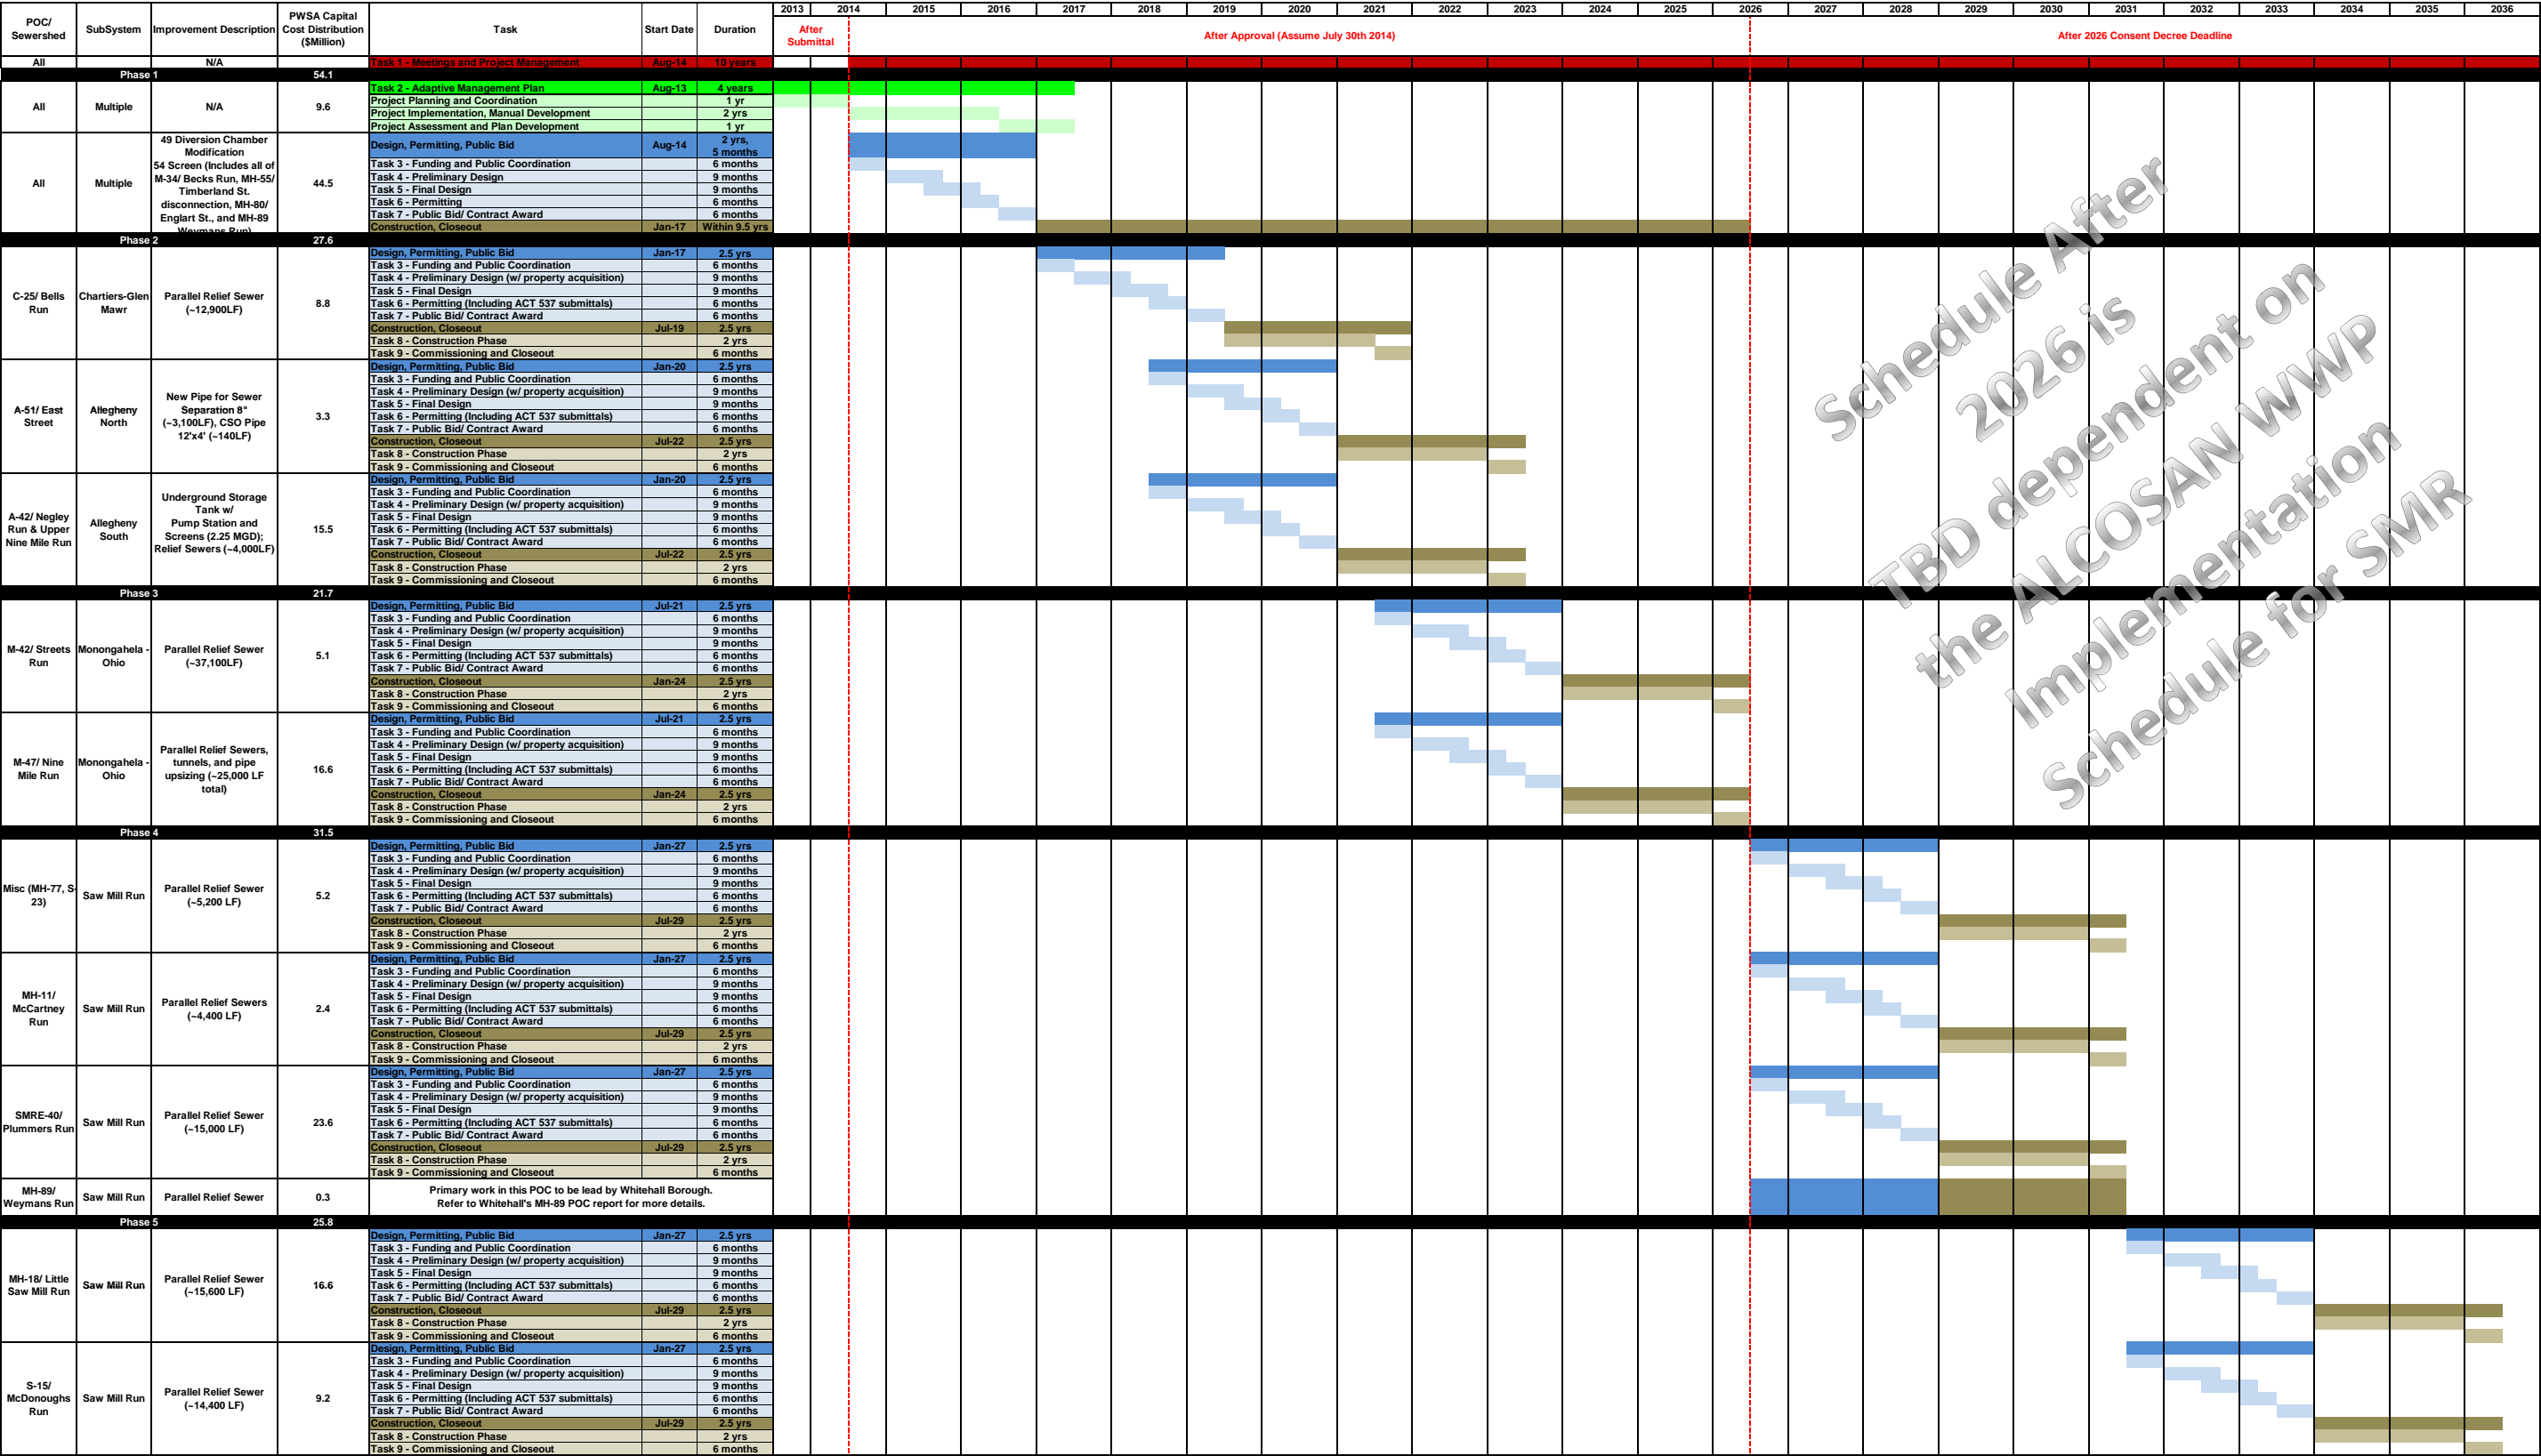 2013 2014 2015 2016 2017 2018 2019 2020 2021 2022 2023 2024 2025 2026 2027 2028 2029 2030 2031 2032 2033 2034 2035 2036
POC/ Sewershed SubSystem Improvement Description PWSA Capital Cost Distribution ($Million) Task Start Date Duration
After Submittal After Approval (Assume July 30th 2014) After 2026 Consent Decree Deadline
All N/A Task 1 - Meetings and Project Management Aug-14 10 years
Phase 1 54.1
All Multiple N/A 9.6
Task 2 - Adaptive Management Plan Aug-13 4 years
Project Planning and Coordination 1 yr
Project Implementation, Manual Development 2 yrs
Project Assessment and Plan Development 1 yr
All Multiple 49 Diversion Chamber Modification 54 Screen (Includes all of M-34/ Becks Run, MH-55/ Timberland St. disconnection, MH-80/ Englart St., and MH-89 Weymans Run) 44.5
Design, Permitting, Public Bid Aug-14 2 yrs, 5 months
Task 3 - Funding and Public Coordination 6 months
Task 4 - Preliminary Design 9 months
Task 5 - Final Design 9 months
Task 6 - Permitting 6 months
Task 7 - Public Bid/ Contract Award 6 months
Construction, Closeout Jan-17 Within 9.5 yrs
Phase 2 27.6
C-25/ Bells Run Chartiers-Glen Mawr Parallel Relief Sewer (~12,900LF) 8.8
Design, Permitting, Public Bid Jan-17 2.5 yrs
Task 3 - Funding and Public Coordination 6 months
Task 4 - Preliminary Design (w/ property acquisition) 9 months
Task 5 - Final Design 9 months
Task 6 - Permitting (Including ACT 537 submittals) 6 months
Task 7 - Public Bid/ Contract Award 6 months
Construction, Closeout Jul-19 2.5 yrs
Task 8 - Construction Phase 2 yrs
Task 9 - Commissioning and Closeout 6 months
A-51/ East Street Allegheny North New Pipe for Sewer Separation 8" (~3,100LF), CSO Pipe 12'x4' (~140LF) 3.3
Design, Permitting, Public Bid Jan-20 2.5 yrs
Task 3 - Funding and Public Coordination 6 months
Task 4 - Preliminary Design (w/ property acquisition) 9 months
Task 5 - Final Design 9 months
Task 6 - Permitting (Including ACT 537 submittals) 6 months
Task 7 - Public Bid/ Contract Award 6 months
Construction, Closeout Jul-22 2.5 yrs
Task 8 - Construction Phase 2 yrs
Task 9 - Commissioning and Closeout 6 months
A-42/ Negley Run & Upper Nine Mile Run Allegheny South Underground Storage Tank w/ Pump Station and Screens (2.25 MGD); Relief Sewers (~4,000LF) 15.5
Design, Permitting, Public Bid Jan-20 2.5 yrs
Task 3 - Funding and Public Coordination 6 months
Task 4 - Preliminary Design (w/ property acquisition) 9 months
Task 5 - Final Design 9 months
Task 6 - Permitting (Including ACT 537 submittals) 6 months
Task 7 - Public Bid/ Contract Award 6 months
Construction, Closeout Jul-22 2.5 yrs
Task 8 - Construction Phase 2 yrs
Task 9 - Commissioning and Closeout 6 months
Phase 3 21.7
M-42/ Streets Run Monongahela - Ohio Parallel Relief Sewer (~37,100LF) 5.1
Design, Permitting, Public Bid Jul-21 2.5 yrs
Task 3 - Funding and Public Coordination 6 months
Task 4 - Preliminary Design (w/ property acquisition) 9 months
Task 5 - Final Design 9 months
Task 6 - Permitting (Including ACT 537 submittals) 6 months
Task 7 - Public Bid/ Contract Award 6 months
Construction, Closeout Jan-24 2.5 yrs
Task 8 - Construction Phase 2 yrs
Task 9 - Commissioning and Closeout 6 months
M-47/ Nine Mile Run Monongahela - Ohio Parallel Relief Sewers, tunnels, and pipe upsizing (~25,000 LF total) 16.6
Design, Permitting, Public Bid Jul-21 2.5 yrs
Task 3 - Funding and Public Coordination 6 months
Task 4 - Preliminary Design (w/ property acquisition) 9 months
Task 5 - Final Design 9 months
Task 6 - Permitting (Including ACT 537 submittals) 6 months
Task 7 - Public Bid/ Contract Award 6 months
Construction, Closeout Jan-24 2.5 yrs
Task 8 - Construction Phase 2 yrs
Task 9 - Commissioning and Closeout 6 months
Phase 4 31.5
Misc (MH-77, S-23) Saw Mill Run Parallel Relief Sewer (~5,200 LF) 5.2
Design, Permitting, Public Bid Jan-27 2.5 yrs
Task 3 - Funding and Public Coordination 6 months
Task 4 - Preliminary Design (w/ property acquisition) 9 months
Task 5 - Final Design 9 months
Task 6 - Permitting (Including ACT 537 submittals) 6 months
Task 7 - Public Bid/ Contract Award 6 months
Construction, Closeout Jul-29 2.5 yrs
Task 8 - Construction Phase 2 yrs
Task 9 - Commissioning and Closeout 6 months
MH-11/ McCartney Run Saw Mill Run Parallel Relief Sewers (~4,400 LF) 2.4
Design, Permitting, Public Bid Jan-27 2.5 yrs
Task 3 - Funding and Public Coordination 6 months
Task 4 - Preliminary Design (w/ property acquisition) 9 months
Task 5 - Final Design 9 months
Task 6 - Permitting (Including ACT 537 submittals) 6 months
Task 7 - Public Bid/ Contract Award 6 months
Construction, Closeout Jul-29 2.5 yrs
Task 8 - Construction Phase 2 yrs
Task 9 - Commissioning and Closeout 6 months
SMRE-40/ Plummers Run Saw Mill Run Parallel Relief Sewer (~15,000 LF) 23.6
Design, Permitting, Public Bid Jan-27 2.5 yrs
Task 3 - Funding and Public Coordination 6 months
Task 4 - Preliminary Design (w/ property acquisition) 9 months
Task 5 - Final Design 9 months
Task 6 - Permitting (Including ACT 537 submittals) 6 months
Task 7 - Public Bid/ Contract Award 6 months
Construction, Closeout Jul-29 2.5 yrs
Task 8 - Construction Phase 2 yrs
Task 9 - Commissioning and Closeout 6 months
MH-89/ Weymans Run Saw Mill Run Parallel Relief Sewer 0.3
Primary work in this POC to be lead by Whitehall Borough.
Refer to Whitehall's MH-89 POC report for more details.
Phase 5 25.8
MH-18/ Little Saw Mill Run Saw Mill Run Parallel Relief Sewer (~15,600 LF) 16.6
Design, Permitting, Public Bid Jan-27 2.5 yrs
Task 3 - Funding and Public Coordination 6 months
Task 4 - Preliminary Design (w/ property acquisition) 9 months
Task 5 - Final Design 9 months
Task 6 - Permitting (Including ACT 537 submittals) 6 months
Task 7 - Public Bid/ Contract Award 6 months
Construction, Closeout Jul-29 2.5 yrs
Task 8 - Construction Phase 2 yrs
Task 9 - Commissioning and Closeout 6 months
S-15/ McDonoughs Run Saw Mill Run Parallel Relief Sewer (~14,400 LF) 9.2
Design, Permitting, Public Bid Jan-27 2.5 yrs
Task 3 - Funding and Public Coordination 6 months
Task 4 - Preliminary Design (w/ property acquisition) 9 months
Task 5 - Final Design 9 months
Task 6 - Permitting (Including ACT 537 submittals) 6 months
Task 7 - Public Bid/ Contract Award 6 months
Construction, Closeout Jul-29 2.5 yrs
Task 8 - Construction Phase 2 yrs
Task 9 - Commissioning and Closeout 6 months
Schedule After
2026 is
TBD dependent on
the ALCOSAN WWP
Implementation
Schedule for SMR